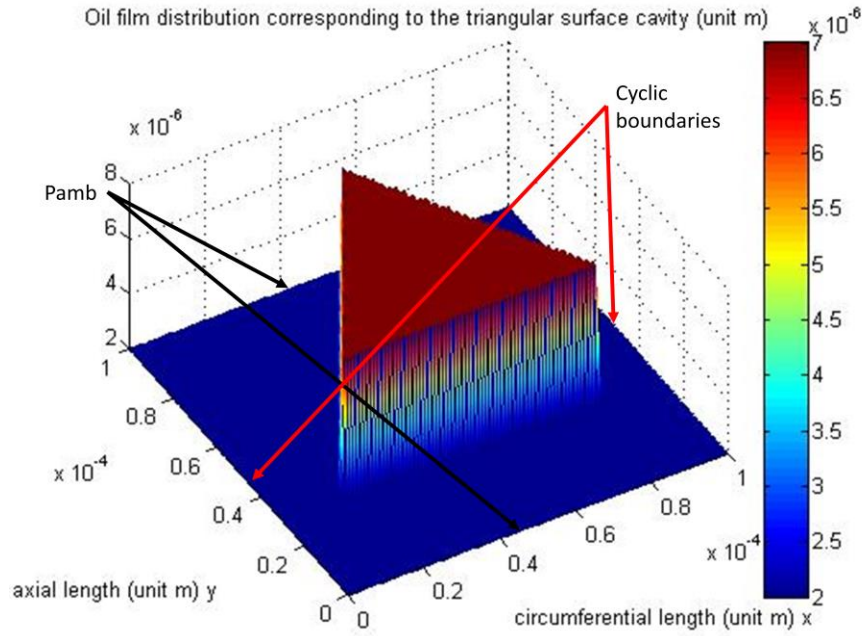 Oil film distribution corresponding to the triangular surface cavity (unit m)
x 10^-6
7
6.5
6
5.5
5
4.5
4
3.5
3
2.5
2
Cyclic
boundaries
Pamb
x 10^-6
8
6
4
2
1
0.8
0.6
0.4
0.2
0
x 10^-4
axial length (unit m) y
0
0.2
0.4
0.6
0.8
1
x 10^-4
circumferential length (unit m) x